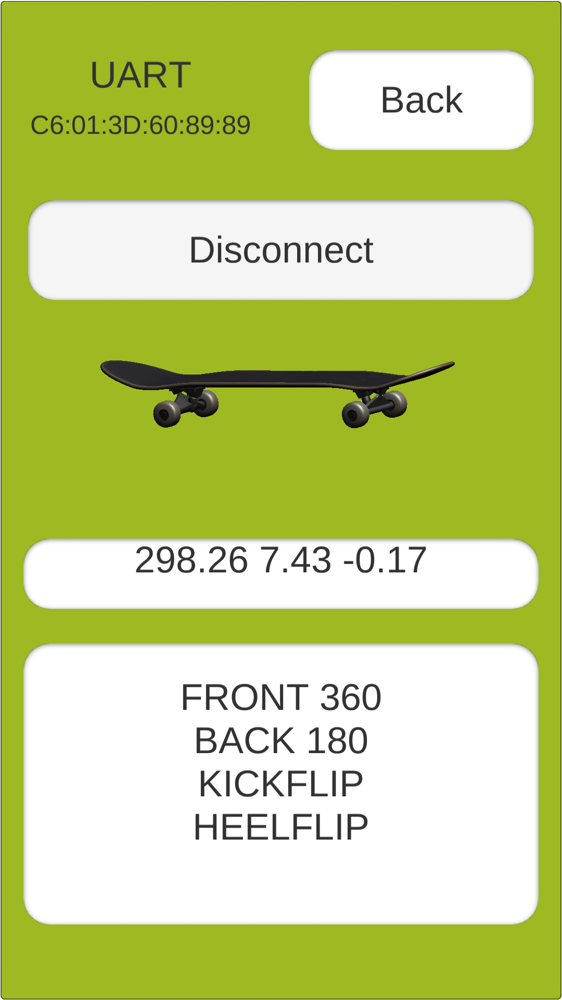 UART
C6:01:3D:60:89:89
Back
Disconnect
298.26 7.43 -0.17
FRONT 360
BACK 180
KICKFLIP
HEELFLIP